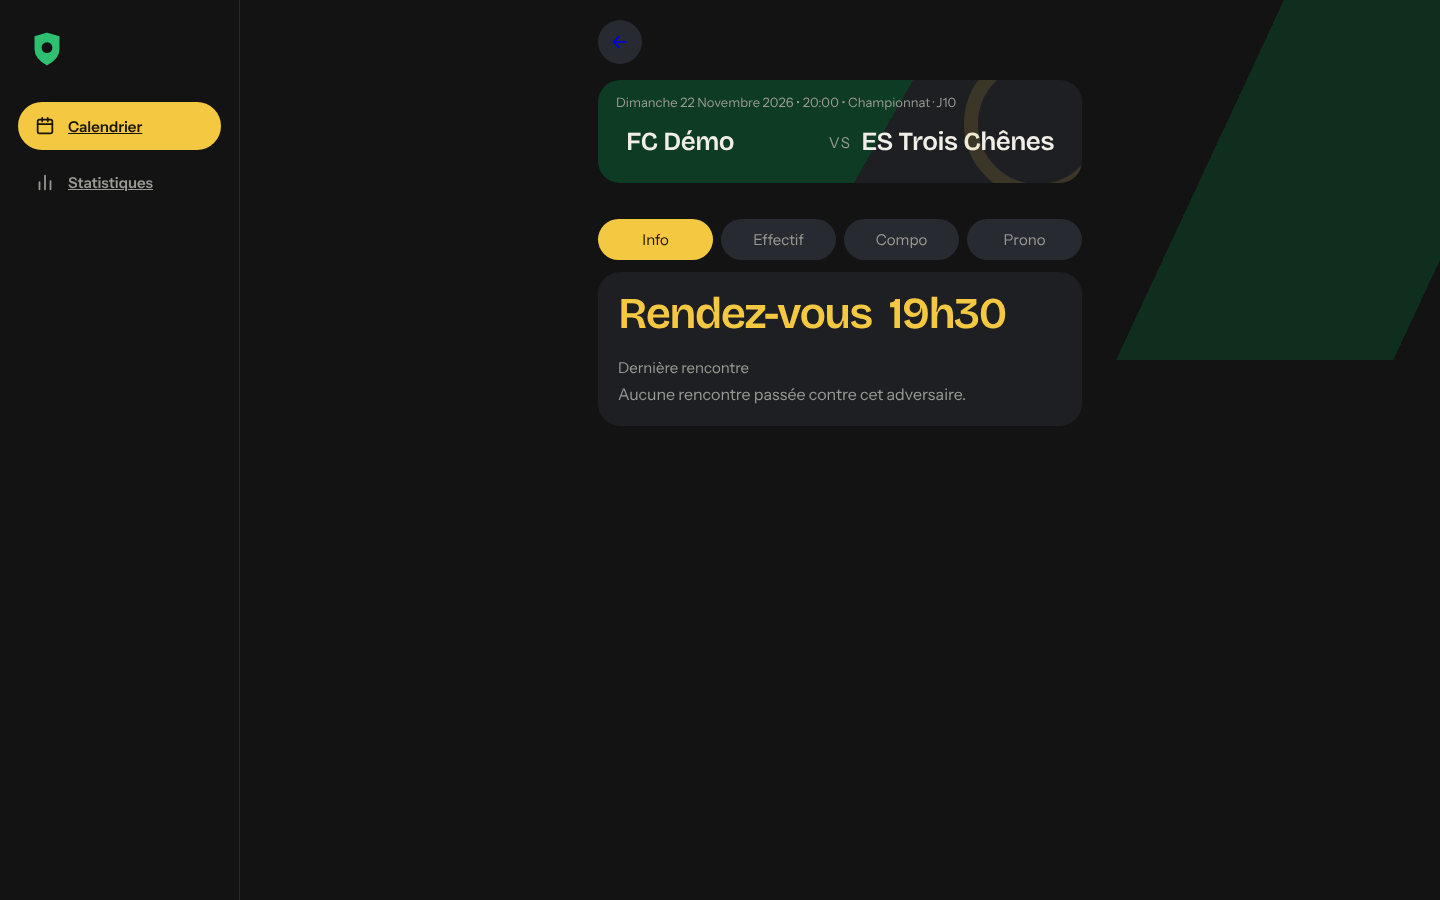 Calendrier
Statistiques
Dimanche 22 Novembre 2026 • 20:00 • Championnat · J10
FC Démo VS ES Trois Chênes
Info Effectif Compo Prono
Rendez-vous 19h30
Dernière rencontre
Aucune rencontre passée contre cet adversaire.